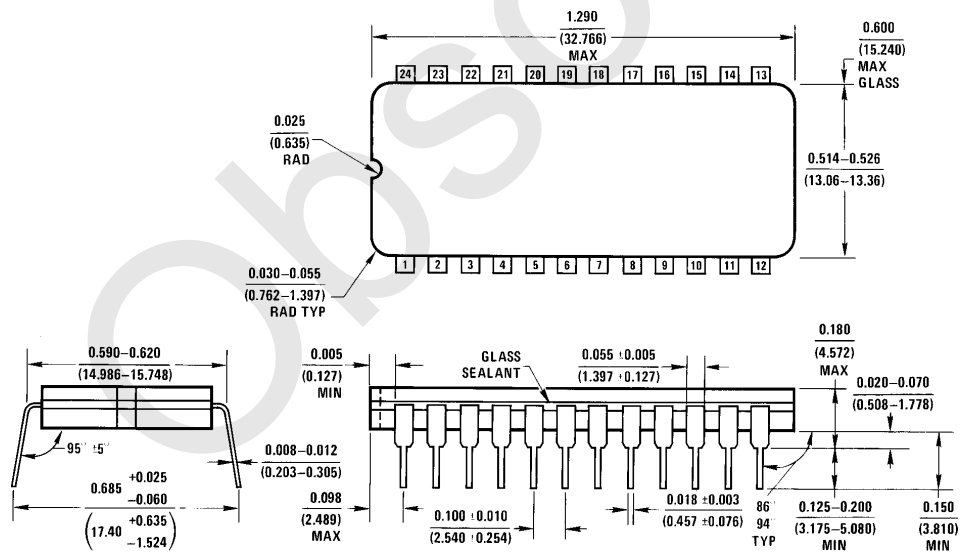 Obso
1.290
(32.766)
MAX
0.600
(15.240)
MAX
GLASS
24 23 22 21 20 19 18 17 16 15 14 13
0.025
(0.635)
RAD
0.514–0.526
(13.06–13.36)
1 2 3 4 5 6 7 8 9 10 11 12
0.030–0.055
(0.762–1.397)
RAD TYP
0.590–0.620
(14.986–15.748)
0.005
(0.127)
MIN
GLASS
SEALANT
0.055 ±0.005
(1.397 ±0.127)
0.180
(4.572)
MAX
0.020–0.070
(0.508–1.778)
95° ±5°
0.008–0.012
(0.203–0.305)
0.685 +0.025
-0.060
(17.40 +0.635
-1.524)
0.098
(2.489)
MAX
0.100 ±0.010
(2.540 ±0.254)
0.018 ±0.003
(0.457 ±0.076)
86°
94°
TYP
0.125–0.200
(3.175–5.080)
MIN
0.150
(3.810)
MIN